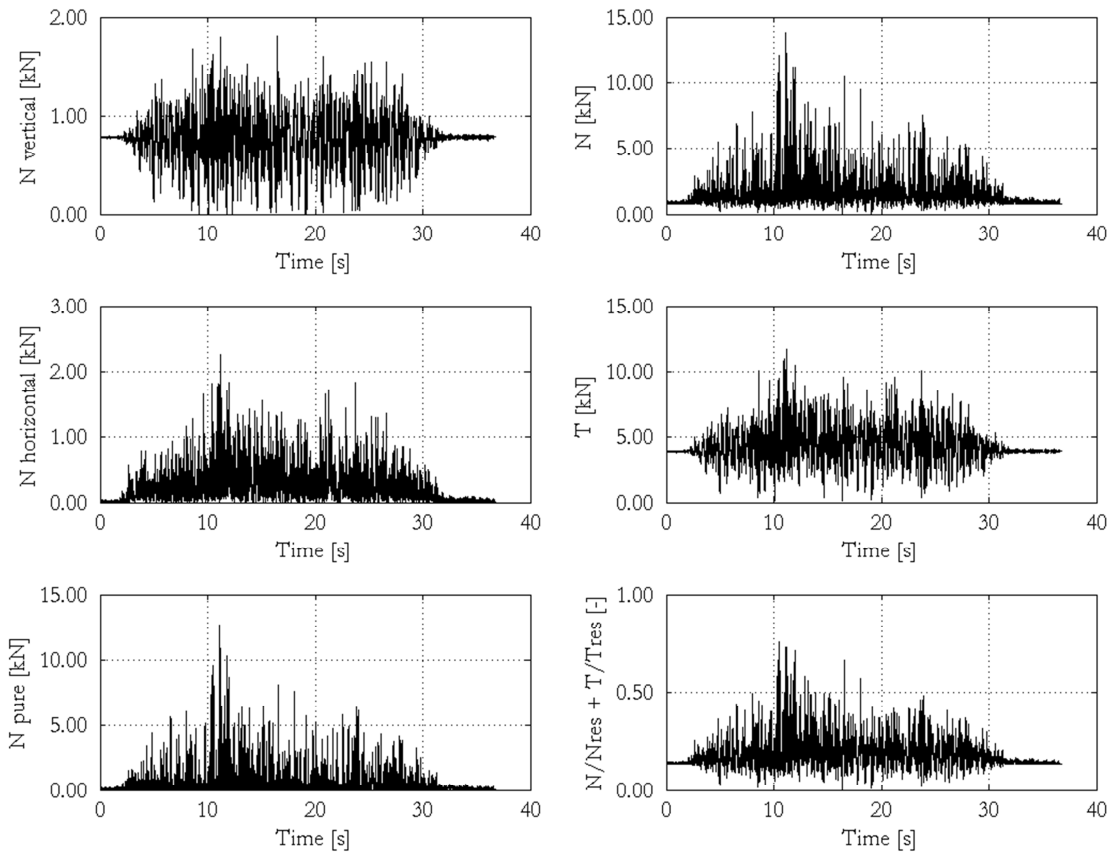 2.00
1.00
0.00
N vertical [kN]
0 10 20 30 40
Time [s]
15.00
10.00
5.00
0.00
N [kN]
0 10 20 30 40
Time [s]
3.00
2.00
1.00
0.00
N horizontal [kN]
0 10 20 30 40
Time [s]
15.00
10.00
5.00
0.00
T [kN]
0 10 20 30 40
Time [s]
15.00
10.00
5.00
0.00
N pure [kN]
0 10 20 30 40
Time [s]
1.00
0.50
0.00
N/Nres + T/Tres [-]
0 10 20 30 40
Time [s]